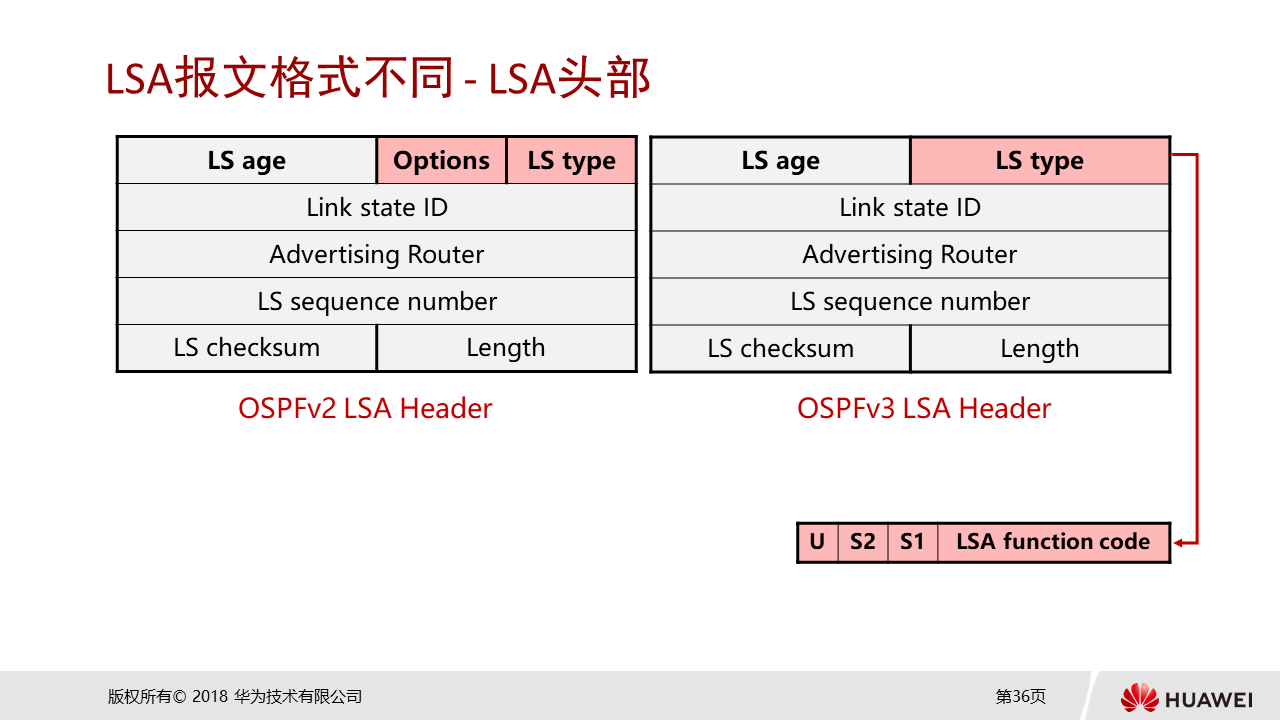 LSA报文格式不同 - LSA头部
LS age Options LS type
Link state ID
Advertising Router
LS sequence number
LS checksum Length
OSPFv2 LSA Header
LS age LS type
Link state ID
Advertising Router
LS sequence number
LS checksum Length
OSPFv3 LSA Header
U S2 S1 LSA function code
版权所有© 2018 华为技术有限公司
第36页
HUAWEI